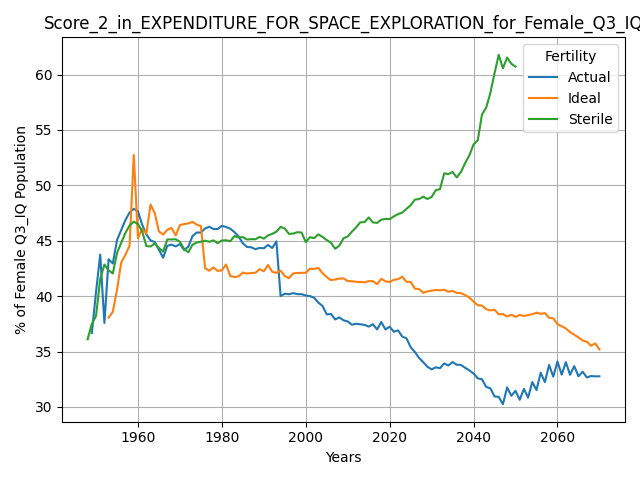 Score_2_in_EXPENDITURE_FOR_SPACE_EXPLORATION_for_Female_Q3_IQ
Fertility
Actual
Ideal
Sterile
% of Female Q3_IQ Population
60
55
50
45
40
35
30
1960 1980 2000 2020 2040 2060
Years